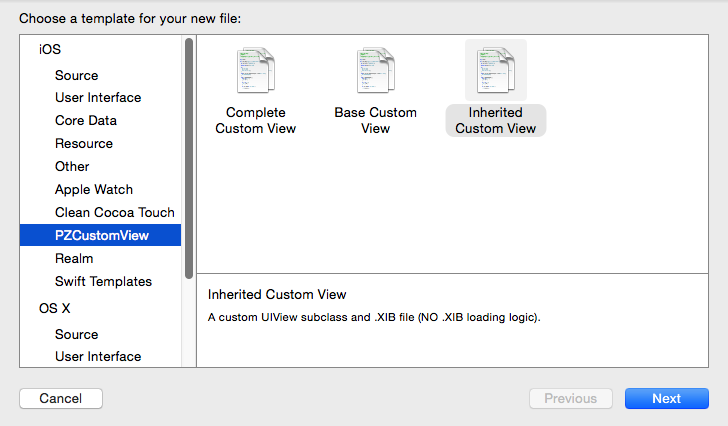 Choose a template for your new file:
iOS
Source
User Interface
Core Data
Resource
Other
Apple Watch
Clean Cocoa Touch
PZCustomView
Realm
Swift Templates
OS X
Source
User Interface
Complete
Custom View
Base Custom
View
Inherited
Custom View
Inherited Custom View
A custom UIView subclass and .XIB file (NO .XIB loading logic).
Cancel
Previous
Next